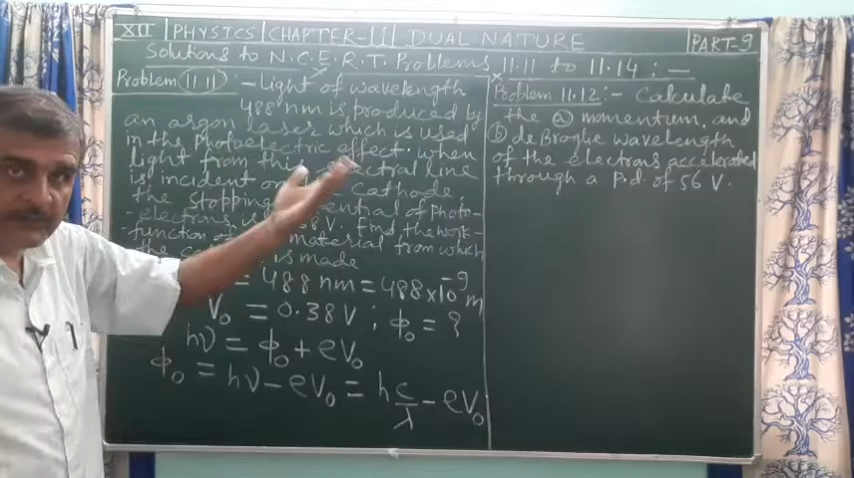 XII PHYSICS CHAPTER-11 DUAL NATURE PART-9
Solutions to N.C.E.R.T. Problems 11.11 to 11.14 : —
Problem 11.11 :- Light of wavelength
488 nm is produced by
an argon laser which is used
in the Photoelectric effect. when
light from this spectral line
is incident on the cathode,
the stopping potential of photo-
-electrons is 8V. find the work-
-function of material from which
the is made
= 488 nm = 488×10⁻⁹ m
V₀ = 0.38V ; ϕ₀ = ?
hν = ϕ₀ + eV₀
ϕ₀ = hν - eV₀ = h c/λ - eV₀
Problem 11.12 :- Calculate
the (a) momentum, and
(b) de Broglie wavelength
of the electrons accelerated
through a P.d. of 56 V.